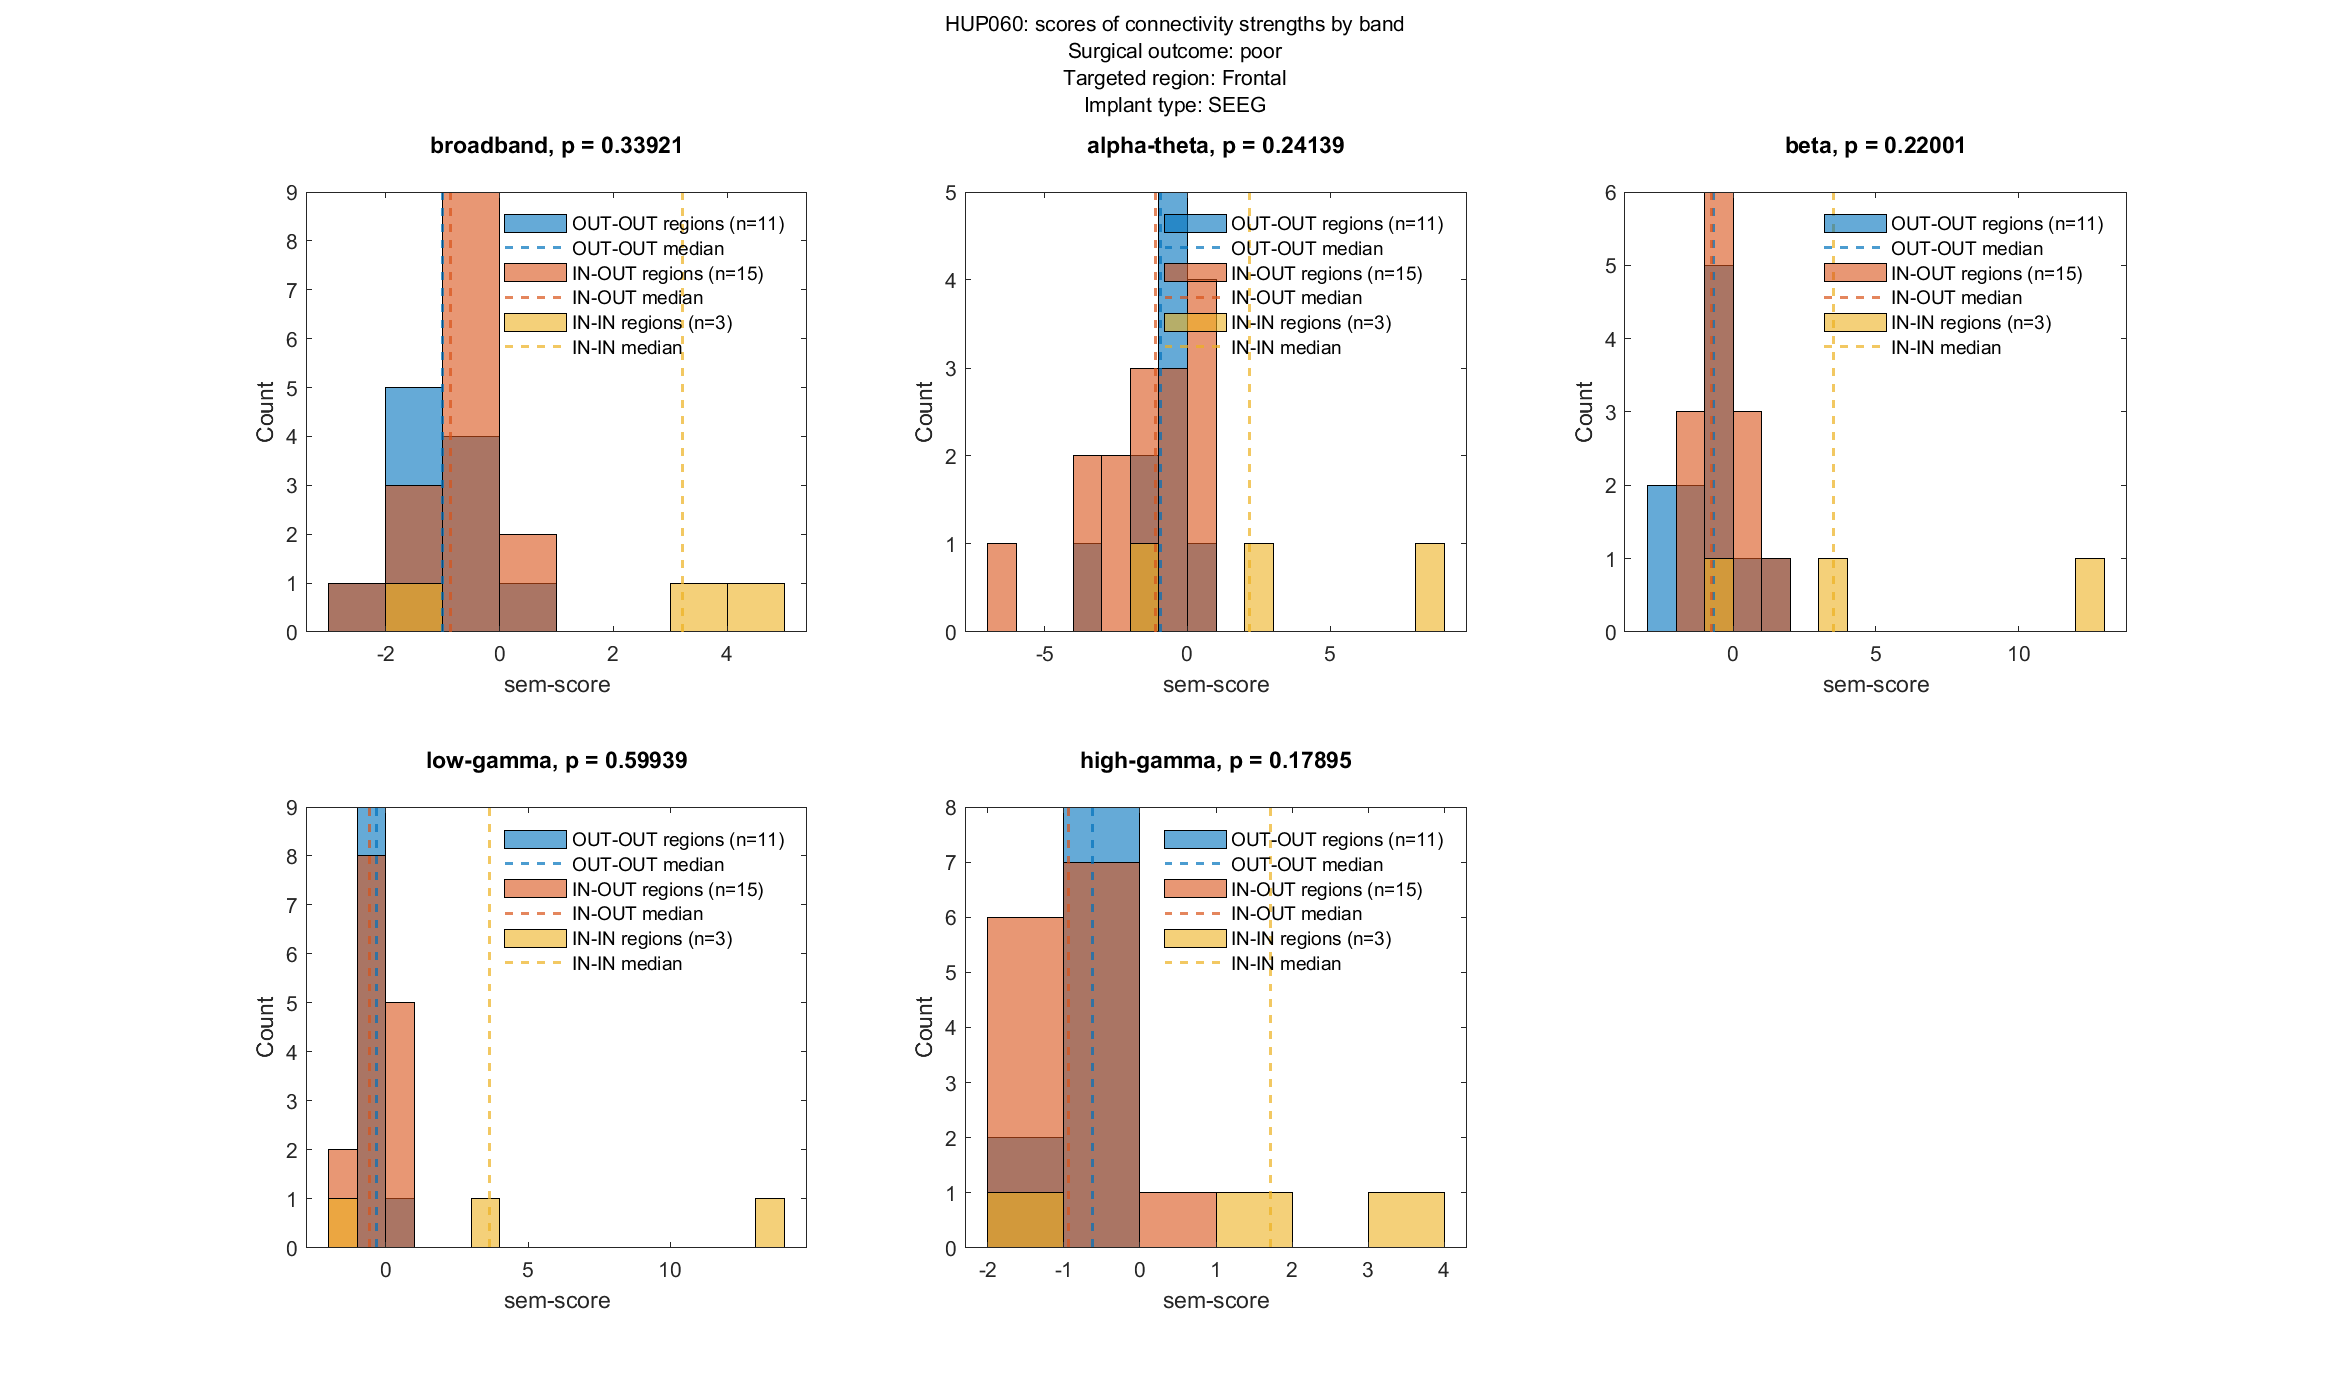 HUP060: scores of connectivity strengths by band
Surgical outcome: poor
Targeted region: Frontal
Implant type: SEEG
broadband, p = 0.33921
9
8
7
6
5
4
3
2
1
0
Count
-2
0
2
4
sem-score
OUT-OUT regions (n=11)
OUT-OUT median
IN-OUT regions (n=15)
IN-OUT median
IN-IN regions (n=3)
IN-IN median
alpha-theta, p = 0.24139
5
4
3
2
1
0
Count
-5
0
5
sem-score
OUT-OUT regions (n=11)
OUT-OUT median
IN-OUT regions (n=15)
IN-OUT median
IN-IN regions (n=3)
IN-IN median
beta, p = 0.22001
6
5
4
3
2
1
0
Count
0
5
10
sem-score
OUT-OUT regions (n=11)
OUT-OUT median
IN-OUT regions (n=15)
IN-OUT median
IN-IN regions (n=3)
IN-IN median
low-gamma, p = 0.59939
9
8
7
6
5
4
3
2
1
0
Count
0
5
10
sem-score
OUT-OUT regions (n=11)
OUT-OUT median
IN-OUT regions (n=15)
IN-OUT median
IN-IN regions (n=3)
IN-IN median
high-gamma, p = 0.17895
8
7
6
5
4
3
2
1
0
Count
-2
-1
0
1
2
3
4
sem-score
OUT-OUT regions (n=11)
OUT-OUT median
IN-OUT regions (n=15)
IN-OUT median
IN-IN regions (n=3)
IN-IN median